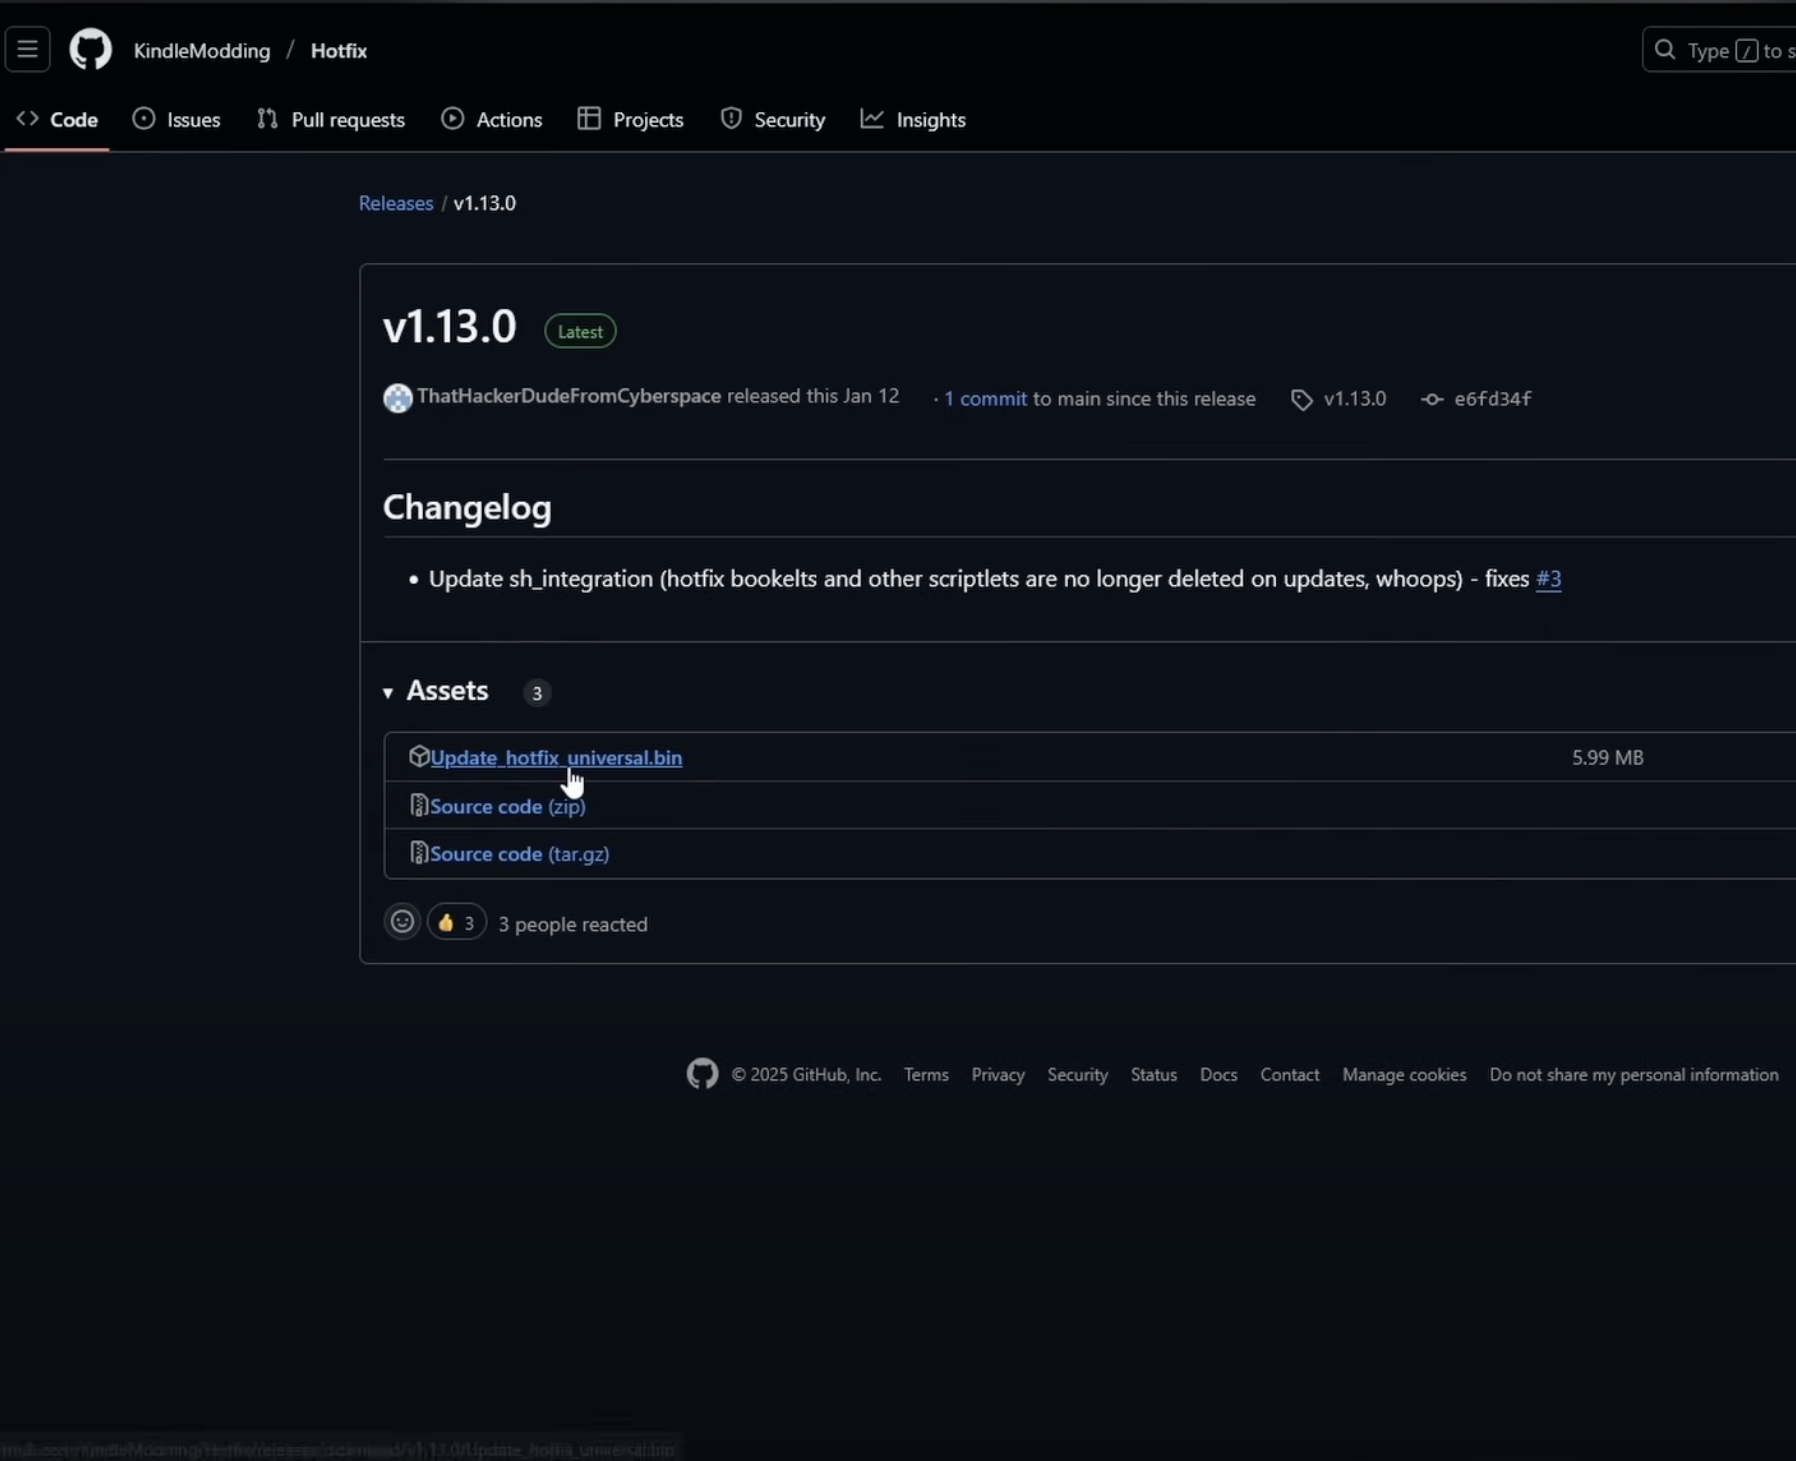 KindleModding / Hotfix
Type / to s
Code Issues Pull requests Actions Projects Security Insights
Releases / v1.13.0
v1.13.0 Latest
ThatHackerDudeFromCyberspace released this Jan 12 · 1 commit to main since this release v1.13.0 e6fd34f
Changelog
• Update sh_integration (hotfix bookelts and other scriptlets are no longer deleted on updates, whoops) - fixes #3
Assets 3
Update_hotfix_universal.bin 5.99 MB
Source code (zip)
Source code (tar.gz)
3 3 people reacted
© 2025 GitHub, Inc. Terms Privacy Security Status Docs Contact Manage cookies Do not share my personal information